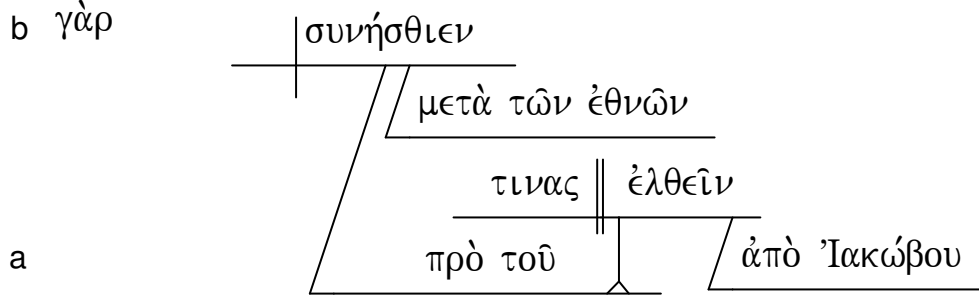 b γὰρ συνήσθιεν
μετὰ τῶν ἐθνῶν
τινας ἐλθεῖν
a πρὸ τοῦ ἀπὸ Ἰακώβου